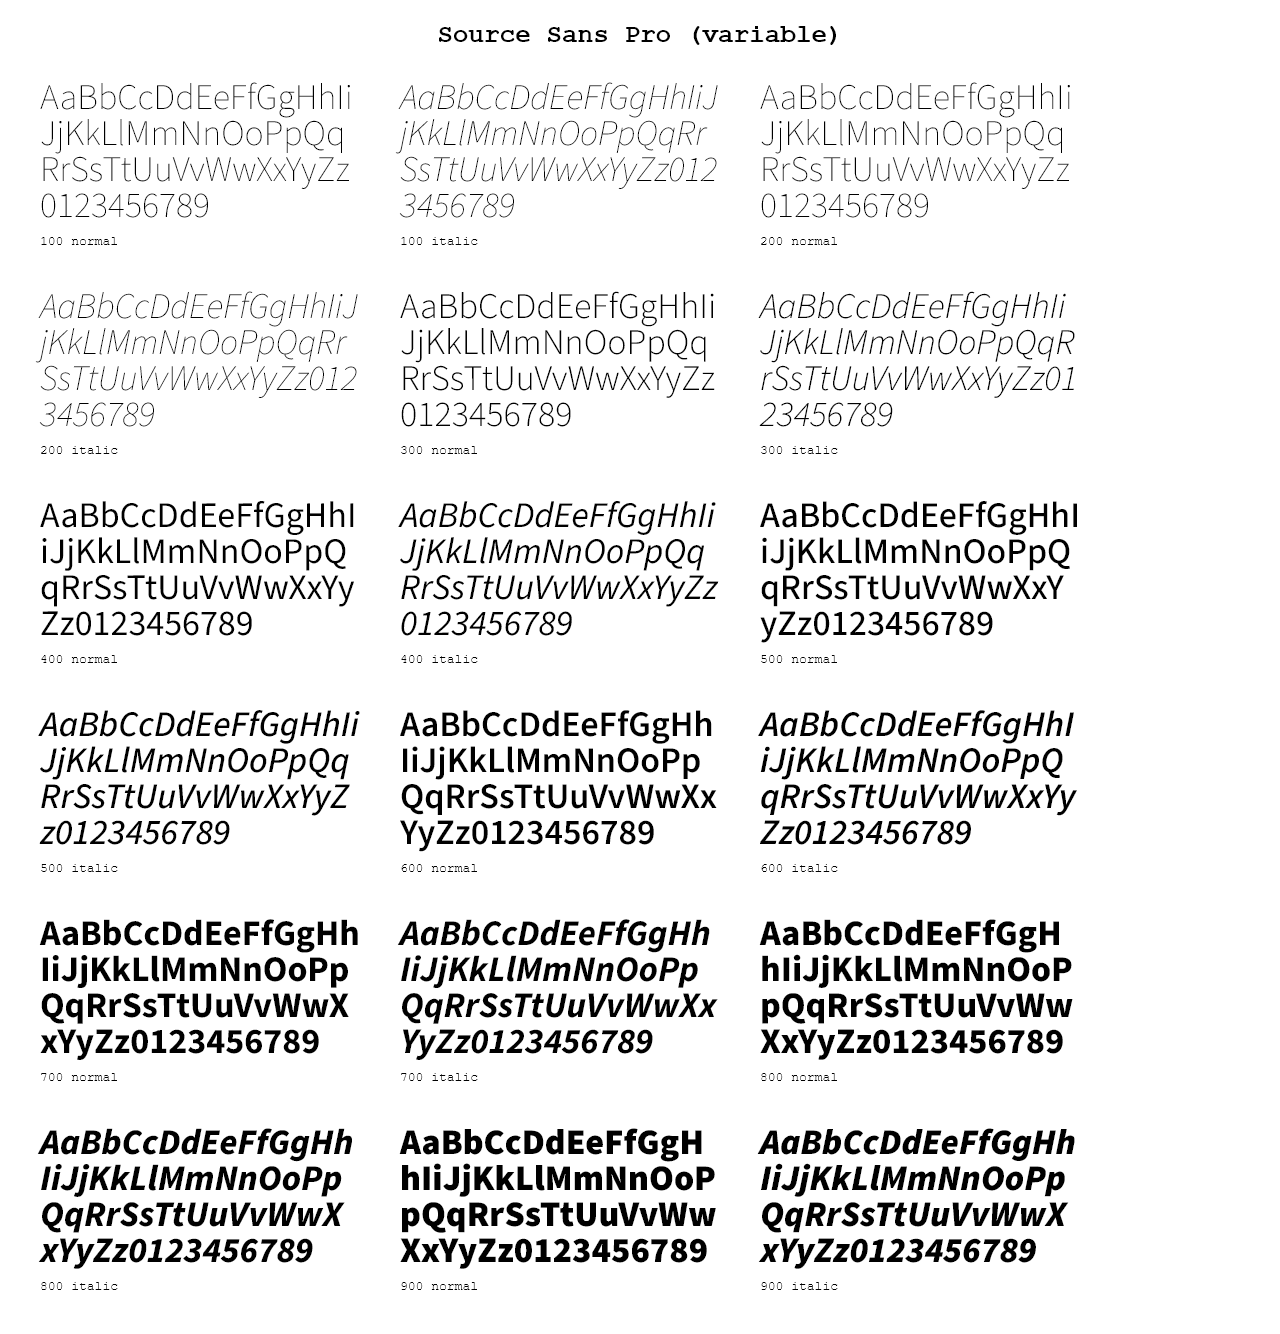 Source Sans Pro (variable)
AaBbCcDdEeFfGgHhIi
JjKkLlMmNnOoPpQq
RrSsTtUuVvWwXxYyZz
0123456789
100 normal
AaBbCcDdEeFfGgHhIiJ
jKkLlMmNnOoPpQqRr
SsTtUuVvWwXxYyZz012
3456789
100 italic
AaBbCcDdEeFfGgHhIi
JjKkLlMmNnOoPpQq
RrSsTtUuVvWwXxYyZz
0123456789
200 normal
AaBbCcDdEeFfGgHhIiJ
jKkLlMmNnOoPpQqRr
SsTtUuVvWwXxYyZz012
3456789
200 italic
AaBbCcDdEeFfGgHhIi
JjKkLlMmNnOoPpQq
RrSsTtUuVvWwXxYyZz
0123456789
300 normal
AaBbCcDdEeFfGgHhIi
JjKkLlMmNnOoPpQqR
rSsTtUuVvWwXxYyZz01
23456789
300 italic
AaBbCcDdEeFfGgHhI
iJjKkLlMmNnOoPpQ
qRrSsTtUuVvWwXxYy
Zz0123456789
400 normal
AaBbCcDdEeFfGgHhIi
JjKkLlMmNnOoPpQq
RrSsTtUuVvWwXxYyZz
0123456789
400 italic
AaBbCcDdEeFfGgHhI
iJjKkLlMmNnOoPpQ
qRrSsTtUuVvWwXxY
yZz0123456789
500 normal
AaBbCcDdEeFfGgHhIi
JjKkLlMmNnOoPpQq
RrSsTtUuVvWwXxYyZ
z0123456789
500 italic
AaBbCcDdEeFfGgHh
IiJjKkLlMmNnOoPp
QqRrSsTtUuVvWwXx
YyZz0123456789
600 normal
AaBbCcDdEeFfGgHhI
iJjKkLlMmNnOoPpQ
qRrSsTtUuVvWwXxYy
Zz0123456789
600 italic
AaBbCcDdEeFfGgHh
IiJjKkLlMmNnOoPp
QqRrSsTtUuVvWwX
xYyZz0123456789
700 normal
AaBbCcDdEeFfGgHh
IiJjKkLlMmNnOoPp
QqRrSsTtUuVvWwXx
YyZz0123456789
700 italic
AaBbCcDdEeFfGgH
hIiJjKkLlMmNnOoP
pQqRrSsTtUuVvWw
XxYyZz0123456789
800 normal
AaBbCcDdEeFfGgHh
IiJjKkLlMmNnOoPp
QqRrSsTtUuVvWwX
xYyZz0123456789
800 italic
AaBbCcDdEeFfGgH
hIiJjKkLlMmNnOoP
pQqRrSsTtUuVvWw
XxYyZz0123456789
900 normal
AaBbCcDdEeFfGgHh
IiJjKkLlMmNnOoPp
QqRrSsTtUuVvWwX
xYyZz0123456789
900 italic